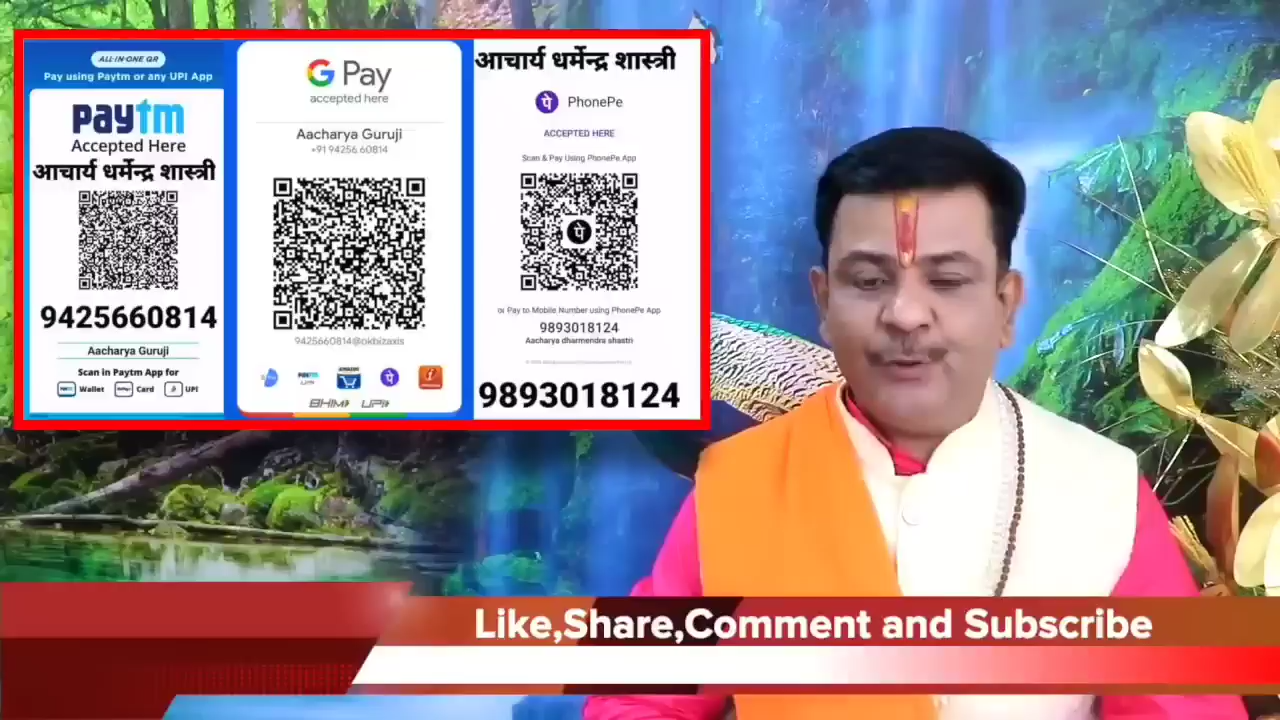 ALL-IN-ONE QR
Pay using Paytm or any UPI App
paytm
Accepted Here
आचार्य धर्मेन्द्र शास्त्री
9425660814
Aacharya Guruji
Scan in Paytm App for
Wallet Card UPI
G Pay
accepted here
Aacharya Guruji
+91 94256 60814
9425660814@okbizaxis
BHIM UPI
आचार्य धर्मेन्द्र शास्त्री
पे PhonePe
ACCEPTED HERE
Scan & Pay Using PhonePe App
पे
or Pay to Mobile Number using PhonePe App
9893018124
Aacharya dharmendra shastri
9893018124
Like,Share,Comment and Subscribe